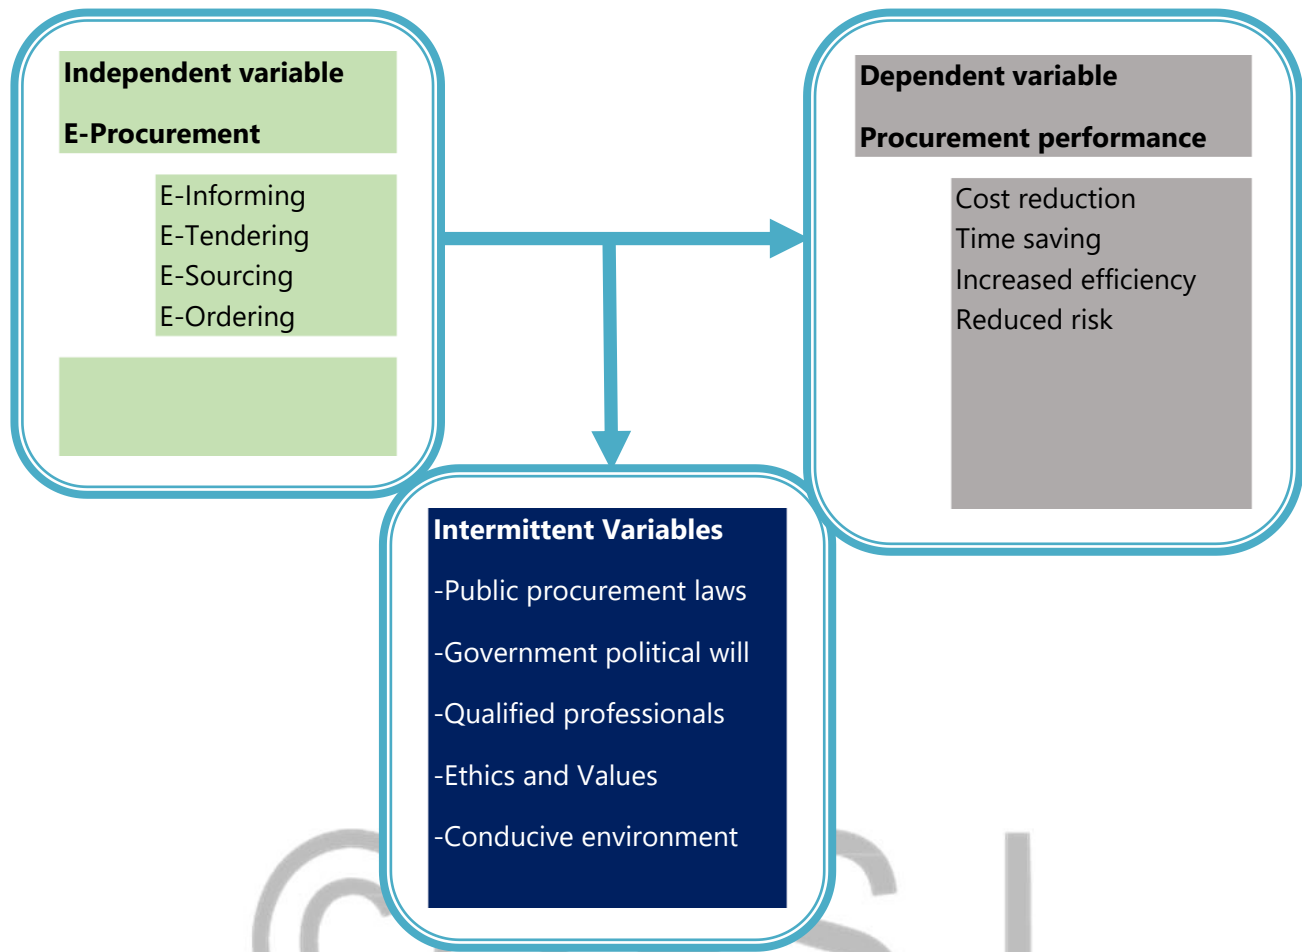 Independent variable
E-Procurement
E-Informing
E-Tendering
E-Sourcing
E-Ordering
Dependent variable
Procurement performance
Cost reduction
Time saving
Increased efficiency
Reduced risk
Intermittent Variables
-Public procurement laws
-Government political will
-Qualified professionals
-Ethics and Values
-Conducive environment